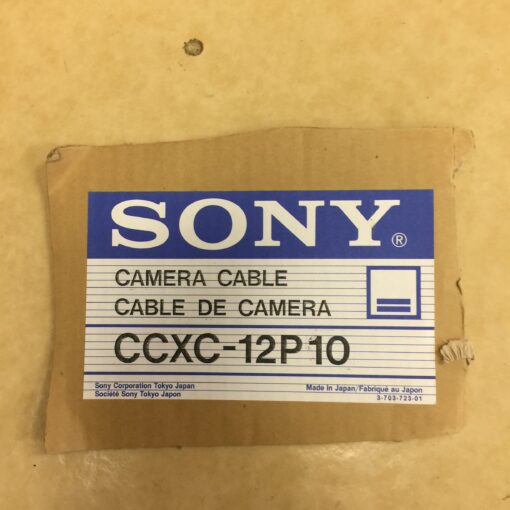 SONY®
CAMERA CABLE
CABLE DE CAMERA
CCXC-12P10
Sony Corporation Tokyo Japan
Société Sony Tokyo Japon
Made in Japan/Fabriqué au Japon
3-703-723-01